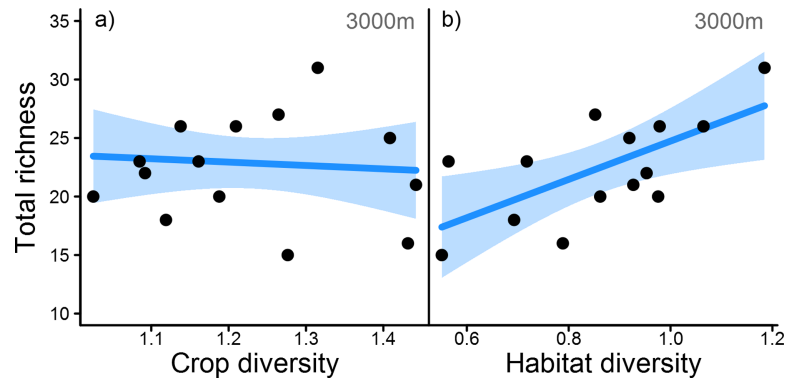 a) 3000m
b) 3000m
Total richness
35
30
25
20
15
10
1.1 1.2 1.3 1.4
0.6 0.8 1.0 1.2
Crop diversity
Habitat diversity